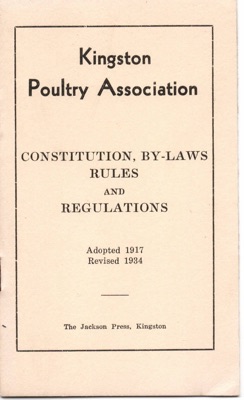 Kingston
Poultry Association
CONSTITUTION, BY-LAWS
RULES
AND
REGULATIONS
Adopted 1917
Revised 1934
The Jackson Press, Kingston